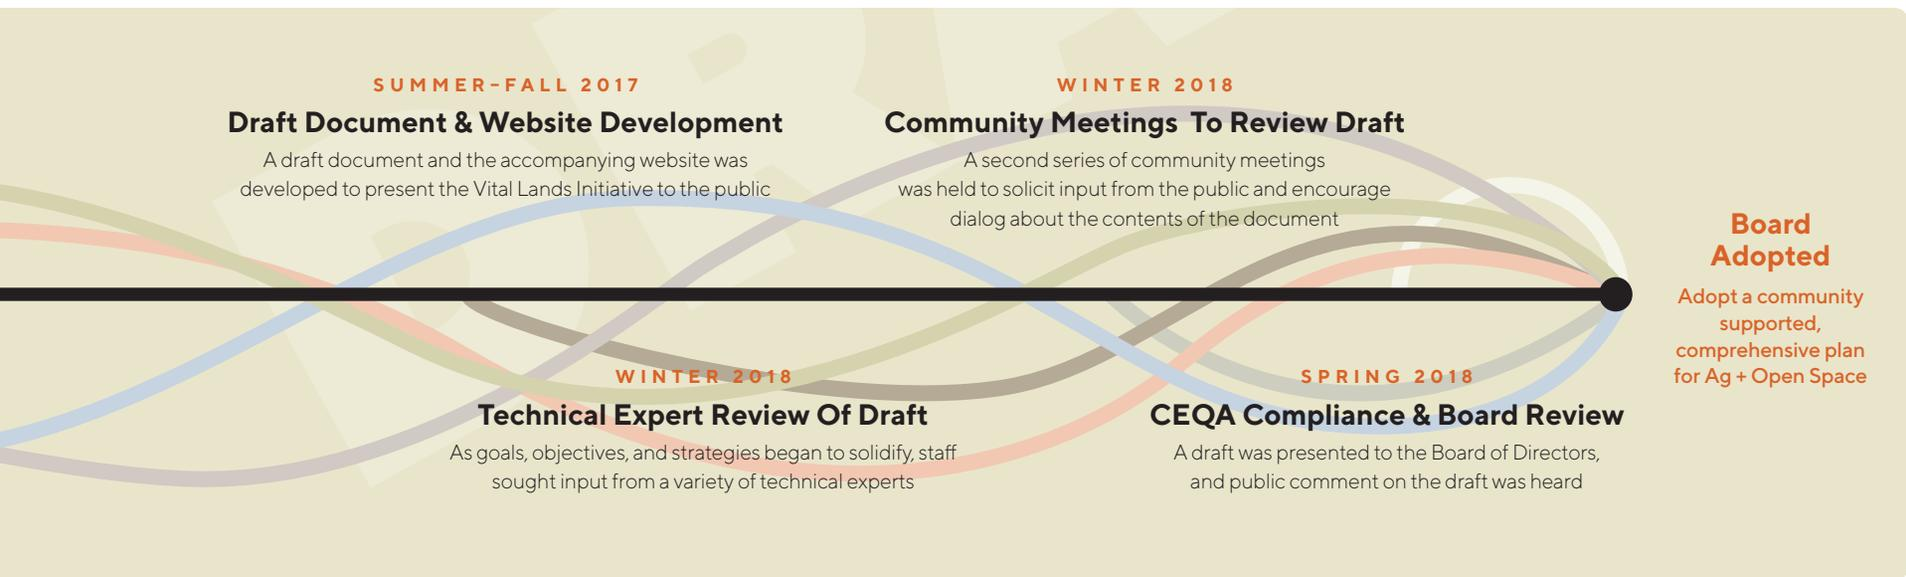 SUMMER-FALL 2017
Draft Document & Website Development
A draft document and the accompanying website was
developed to present the Vital Lands Initiative to the public
WINTER 2018
Technical Expert Review Of Draft
As goals, objectives, and strategies began to solidify, staff
sought input from a variety of technical experts
WINTER 2018
Community Meetings To Review Draft
A second series of community meetings
was held to solicit input from the public and encourage
dialog about the contents of the document
SPRING 2018
CEQA Compliance & Board Review
A draft was presented to the Board of Directors,
and public comment on the draft was heard
Board
Adopted
Adopt a community
supported,
comprehensive plan
for Ag + Open Space